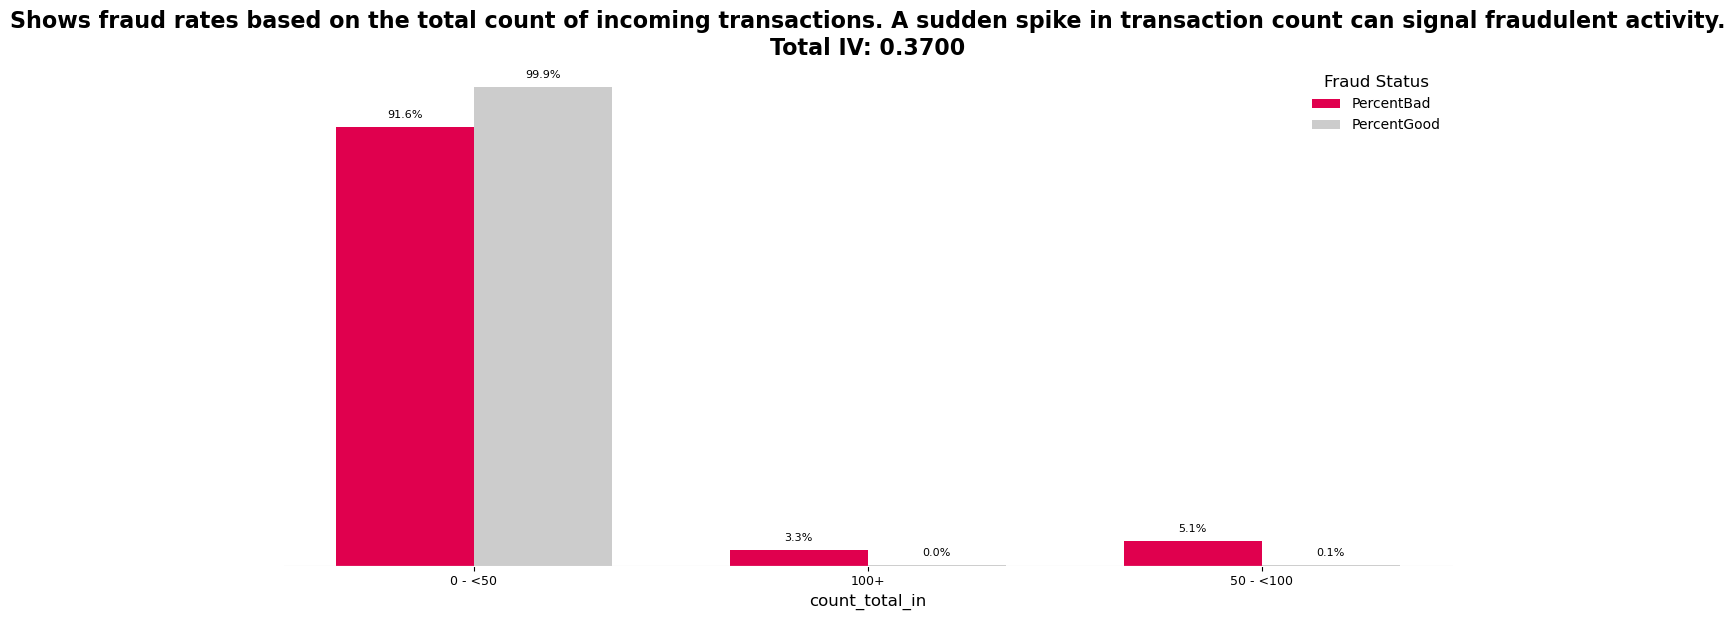 Shows fraud rates based on the total count of incoming transactions. A sudden spike in transaction count can signal fraudulent activity.
Total IV: 0.3700
Fraud Status
PercentBad
PercentGood
91.6%
99.9%
3.3%
0.0%
5.1%
0.1%
0 - <50
100+
50 - <100
count_total_in